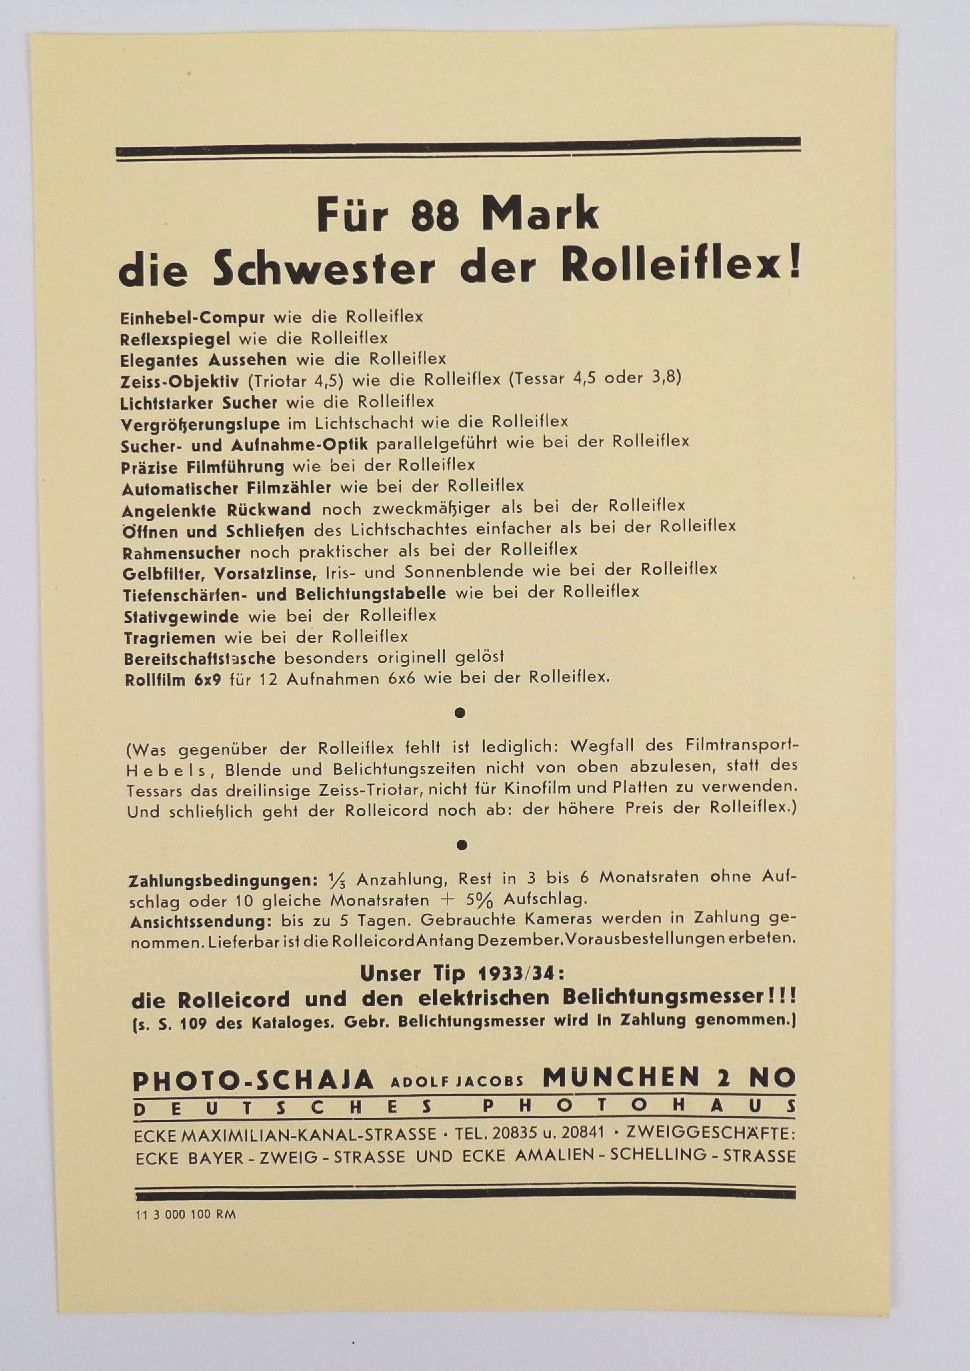 Für 88 Mark
die Schwester der Rolleiflex!
Einhebel-Compur wie die Rolleiflex
Reflexspiegel wie die Rolleiflex
Elegantes Aussehen wie die Rolleiflex
Zeiss-Objektiv (Triotar 4,5) wie die Rolleiflex (Tessar 4,5 oder 3,8)
Lichtstarker Sucher wie die Rolleiflex
Vergrößerungslupe im Lichtschacht wie die Rolleiflex
Sucher- und Aufnahme-Optik parallelgeführt wie bei der Rolleiflex
Präzise Filmführung wie bei der Rolleiflex
Automatischer Filmzähler wie bei der Rolleiflex
Angelenkte Rückwand noch zweckmäßiger als bei der Rolleiflex
Öffnen und Schließen des Lichtschachtes einfacher als bei der Rolleiflex
Rahmensucher noch praktischer als bei der Rolleiflex
Gelbfilter, Vorsatzlinse, Iris- und Sonnenblende wie bei der Rolleiflex
Tiefenschärfen- und Belichtungstabelle wie bei der Rolleiflex
Stativgewinde wie bei der Rolleiflex
Tragriemen wie bei der Rolleiflex
Bereitschaftstasche besonders originell gelöst
Rollfilm 6x9 für 12 Aufnahmen 6x6 wie bei der Rolleiflex.
●
(Was gegenüber der Rolleiflex fehlt ist lediglich: Wegfall des Filmtransport-
Hebels, Blende und Belichtungszeiten nicht von oben abzulesen, statt des
Tessars das dreilinsige Zeiss-Triotar, nicht für Kinofilm und Platten zu verwenden.
Und schließlich geht der Rolleicord noch ab: der höhere Preis der Rolleiflex.)
●
Zahlungsbedingungen: ⅓ Anzahlung, Rest in 3 bis 6 Monatsraten ohne Auf-
schlag oder 10 gleiche Monatsraten + 5% Aufschlag.
Ansichtssendung: bis zu 5 Tagen. Gebrauchte Kameras werden in Zahlung ge-
nommen. Lieferbar ist die Rolleicord Anfang Dezember. Vorausbestellungen erbeten.
Unser Tip 1933/34:
die Rolleicord und den elektrischen Belichtungsmesser!!!
(s. S. 109 des Kataloges. Gebr. Belichtungsmesser wird in Zahlung genommen.)
PHOTO-SCHAJA ADOLF JACOBS MÜNCHEN 2 NO
DEUTSCHES PHOTOHAUS
ECKE MAXIMILIAN-KANAL-STRASSE · TEL. 20835 u. 20841 · ZWEIGGESCHÄFTE:
ECKE BAYER-ZWEIG-STRASSE UND ECKE AMALIEN-SCHELLING-STRASSE
11 3 000 100 RM